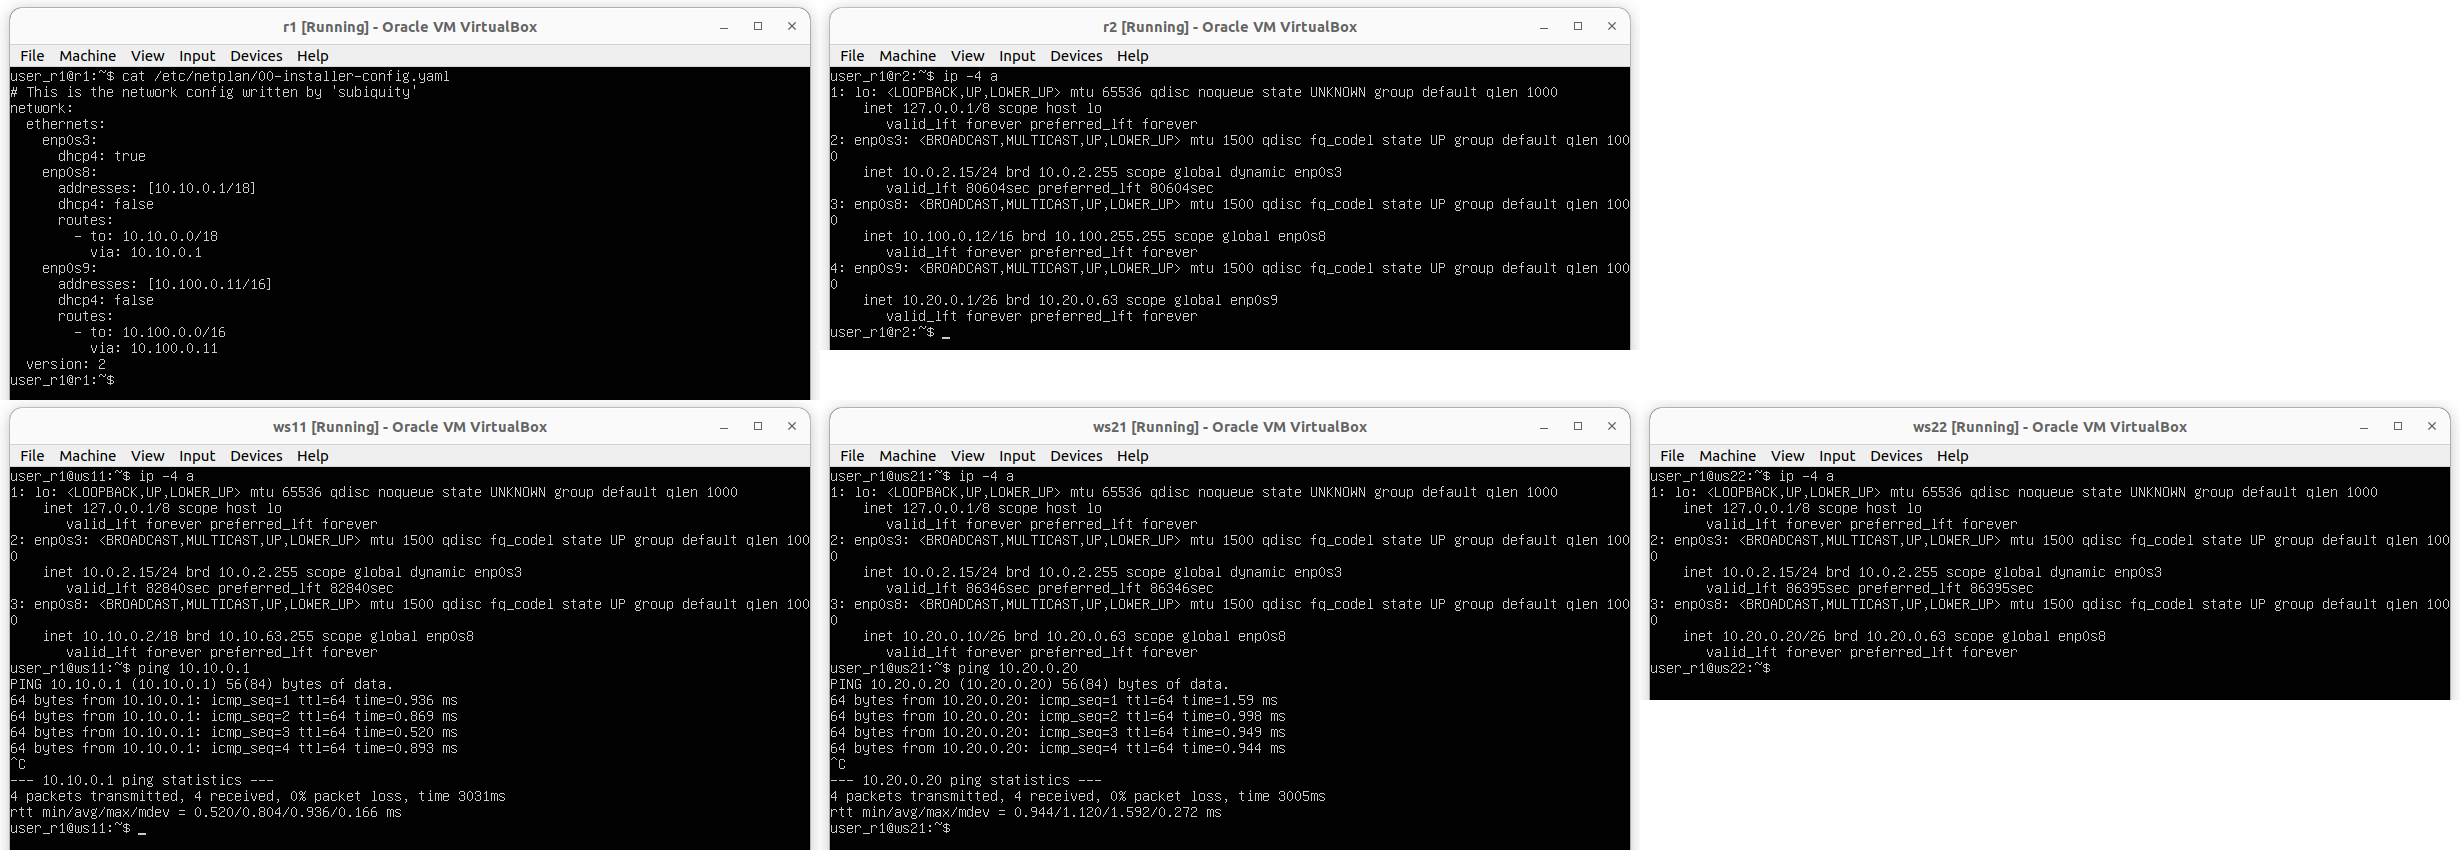 r1 [Running] - Oracle VM VirtualBox
File Machine View Input Devices Help
user_r1@r1:~$ cat /etc/netplan/00-installer-config.yaml
# This is the network config written by 'subiquity'
network:
  ethernets:
    enp0s3:
      dhcp4: true
    enp0s8:
      addresses: [10.10.0.1/18]
      dhcp4: false
      routes:
        - to: 10.10.0.0/18
          via: 10.10.0.1
    enp0s9:
      addresses: [10.100.0.11/16]
      dhcp4: false
      routes:
        - to: 10.100.0.0/16
          via: 10.100.0.11
  version: 2
user_r1@r1:~$
r2 [Running] - Oracle VM VirtualBox
File Machine View Input Devices Help
user_r1@r2:~$ ip -4 a
1: lo: <LOOPBACK,UP,LOWER_UP> mtu 65536 qdisc noqueue state UNKNOWN group default qlen 1000
    inet 127.0.0.1/8 scope host lo
       valid_lft forever preferred_lft forever
2: enp0s3: <BROADCAST,MULTICAST,UP,LOWER_UP> mtu 1500 qdisc fq_codel state UP group default qlen 100
0
    inet 10.0.2.15/24 brd 10.0.2.255 scope global dynamic enp0s3
       valid_lft 80604sec preferred_lft 80604sec
3: enp0s8: <BROADCAST,MULTICAST,UP,LOWER_UP> mtu 1500 qdisc fq_codel state UP group default qlen 100
0
    inet 10.100.0.12/16 brd 10.100.255.255 scope global enp0s8
       valid_lft forever preferred_lft forever
4: enp0s9: <BROADCAST,MULTICAST,UP,LOWER_UP> mtu 1500 qdisc fq_codel state UP group default qlen 100
0
    inet 10.20.0.1/26 brd 10.20.0.63 scope global enp0s9
       valid_lft forever preferred_lft forever
user_r1@r2:~$ _
ws11 [Running] - Oracle VM VirtualBox
File Machine View Input Devices Help
user_r1@ws11:~$ ip -4 a
1: lo: <LOOPBACK,UP,LOWER_UP> mtu 65536 qdisc noqueue state UNKNOWN group default qlen 1000
    inet 127.0.0.1/8 scope host lo
       valid_lft forever preferred_lft forever
2: enp0s3: <BROADCAST,MULTICAST,UP,LOWER_UP> mtu 1500 qdisc fq_codel state UP group default qlen 100
0
    inet 10.0.2.15/24 brd 10.0.2.255 scope global dynamic enp0s3
       valid_lft 82840sec preferred_lft 82840sec
3: enp0s8: <BROADCAST,MULTICAST,UP,LOWER_UP> mtu 1500 qdisc fq_codel state UP group default qlen 100
0
    inet 10.10.0.2/18 brd 10.10.63.255 scope global enp0s8
       valid_lft forever preferred_lft forever
user_r1@ws11:~$ ping 10.10.0.1
PING 10.10.0.1 (10.10.0.1) 56(84) bytes of data.
64 bytes from 10.10.0.1: icmp_seq=1 ttl=64 time=0.936 ms
64 bytes from 10.10.0.1: icmp_seq=2 ttl=64 time=0.869 ms
64 bytes from 10.10.0.1: icmp_seq=3 ttl=64 time=0.520 ms
64 bytes from 10.10.0.1: icmp_seq=4 ttl=64 time=0.893 ms
^C
--- 10.10.0.1 ping statistics ---
4 packets transmitted, 4 received, 0% packet loss, time 3031ms
rtt min/avg/max/mdev = 0.520/0.804/0.936/0.166 ms
user_r1@ws11:~$ _
ws21 [Running] - Oracle VM VirtualBox
File Machine View Input Devices Help
user_r1@ws21:~$ ip -4 a
1: lo: <LOOPBACK,UP,LOWER_UP> mtu 65536 qdisc noqueue state UNKNOWN group default qlen 1000
    inet 127.0.0.1/8 scope host lo
       valid_lft forever preferred_lft forever
2: enp0s3: <BROADCAST,MULTICAST,UP,LOWER_UP> mtu 1500 qdisc fq_codel state UP group default qlen 100
0
    inet 10.0.2.15/24 brd 10.0.2.255 scope global dynamic enp0s3
       valid_lft 86346sec preferred_lft 86346sec
3: enp0s8: <BROADCAST,MULTICAST,UP,LOWER_UP> mtu 1500 qdisc fq_codel state UP group default qlen 100
0
    inet 10.20.0.10/26 brd 10.20.0.63 scope global enp0s8
       valid_lft forever preferred_lft forever
user_r1@ws21:~$ ping 10.20.0.20
PING 10.20.0.20 (10.20.0.20) 56(84) bytes of data.
64 bytes from 10.20.0.20: icmp_seq=1 ttl=64 time=1.59 ms
64 bytes from 10.20.0.20: icmp_seq=2 ttl=64 time=0.998 ms
64 bytes from 10.20.0.20: icmp_seq=3 ttl=64 time=0.949 ms
64 bytes from 10.20.0.20: icmp_seq=4 ttl=64 time=0.944 ms
^C
--- 10.20.0.20 ping statistics ---
4 packets transmitted, 4 received, 0% packet loss, time 3005ms
rtt min/avg/max/mdev = 0.944/1.120/1.592/0.272 ms
user_r1@ws21:~$
ws22 [Running] - Oracle VM VirtualBox
File Machine View Input Devices Help
user_r1@ws22:~$ ip -4 a
1: lo: <LOOPBACK,UP,LOWER_UP> mtu 65536 qdisc noqueue state UNKNOWN group default qlen 1000
    inet 127.0.0.1/8 scope host lo
       valid_lft forever preferred_lft forever
2: enp0s3: <BROADCAST,MULTICAST,UP,LOWER_UP> mtu 1500 qdisc fq_codel state UP group default qlen 100
0
    inet 10.0.2.15/24 brd 10.0.2.255 scope global dynamic enp0s3
       valid_lft 86395sec preferred_lft 86395sec
3: enp0s8: <BROADCAST,MULTICAST,UP,LOWER_UP> mtu 1500 qdisc fq_codel state UP group default qlen 100
0
    inet 10.20.0.20/26 brd 10.20.0.63 scope global enp0s8
       valid_lft forever preferred_lft forever
user_r1@ws22:~$